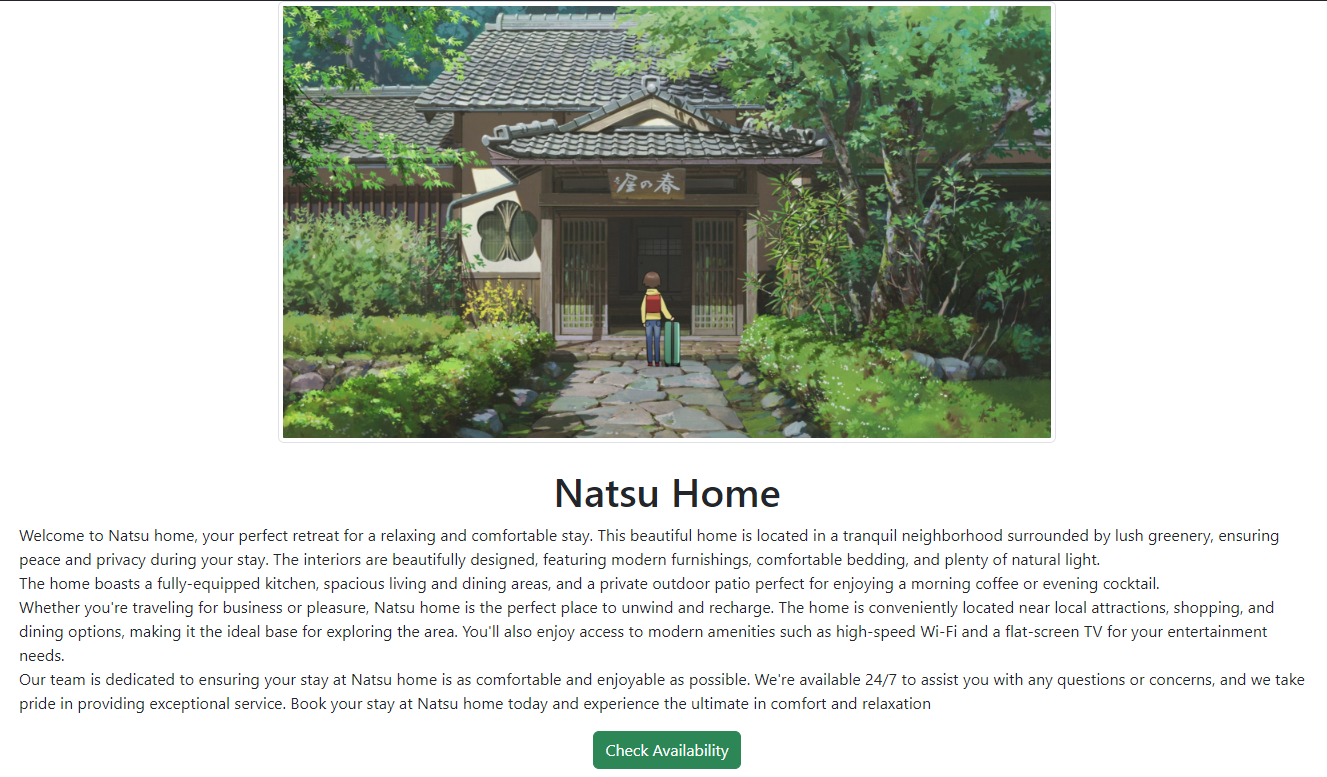 春の屋
Natsu Home
Welcome to Natsu home, your perfect retreat for a relaxing and comfortable stay. This beautiful home is located in a tranquil neighborhood surrounded by lush greenery, ensuring
peace and privacy during your stay. The interiors are beautifully designed, featuring modern furnishings, comfortable bedding, and plenty of natural light.
The home boasts a fully-equipped kitchen, spacious living and dining areas, and a private outdoor patio perfect for enjoying a morning coffee or evening cocktail.
Whether you're traveling for business or pleasure, Natsu home is the perfect place to unwind and recharge. The home is conveniently located near local attractions, shopping, and
dining options, making it the ideal base for exploring the area. You'll also enjoy access to modern amenities such as high-speed Wi-Fi and a flat-screen TV for your entertainment
needs.
Our team is dedicated to ensuring your stay at Natsu home is as comfortable and enjoyable as possible. We're available 24/7 to assist you with any questions or concerns, and we take
pride in providing exceptional service. Book your stay at Natsu home today and experience the ultimate in comfort and relaxation
Check Availability